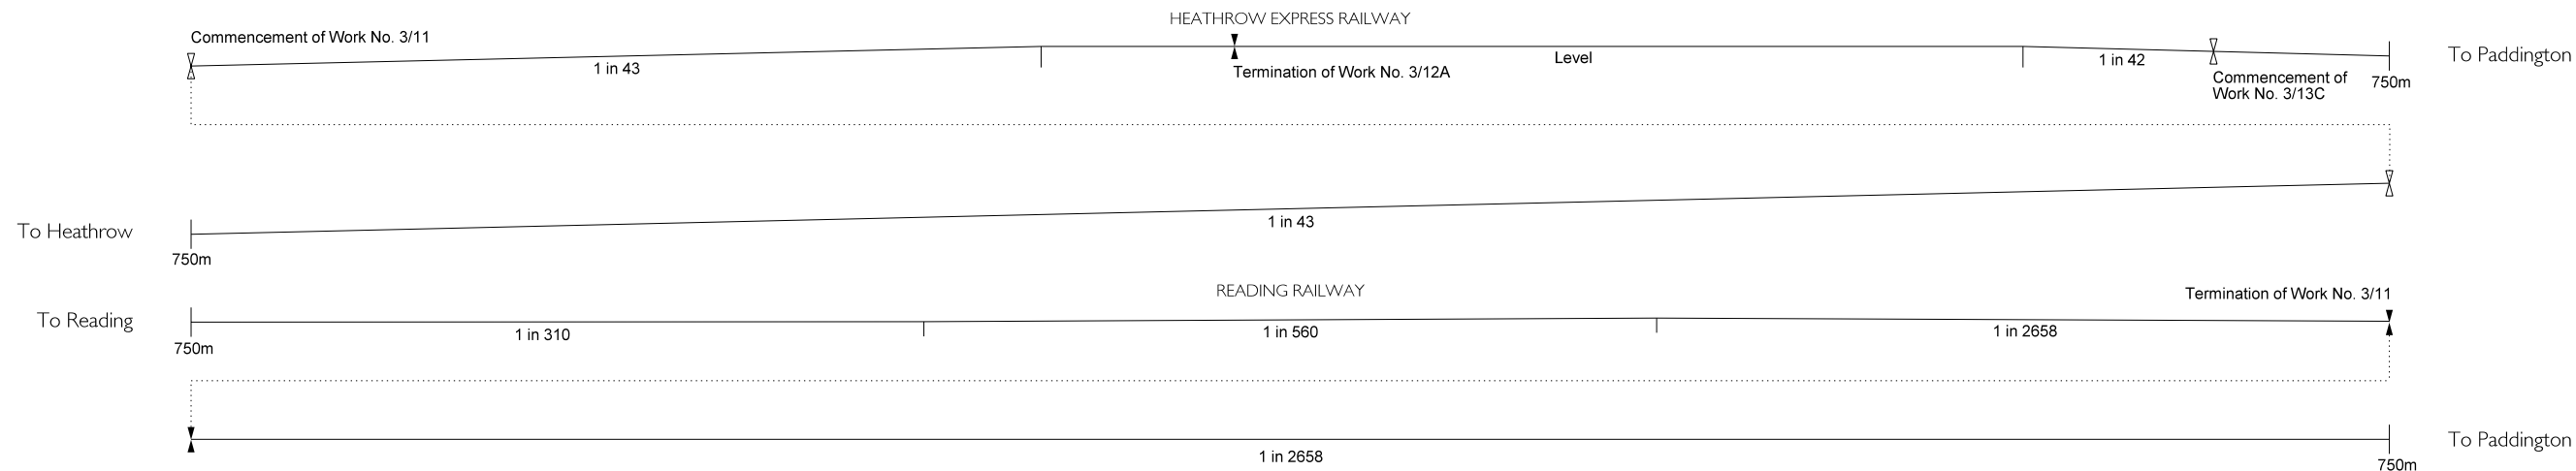 HEATHROW EXPRESS RAILWAY
Commencement of Work No. 3/11
1 in 43
Termination of Work No. 3/12A
Level
1 in 42
Commencement of
Work No. 3/13C
750m
To Paddington
To Heathrow
750m
1 in 43
READING RAILWAY
Termination of Work No. 3/11
To Reading
750m
1 in 310
1 in 560
1 in 2658
1 in 2658
To Paddington
750m